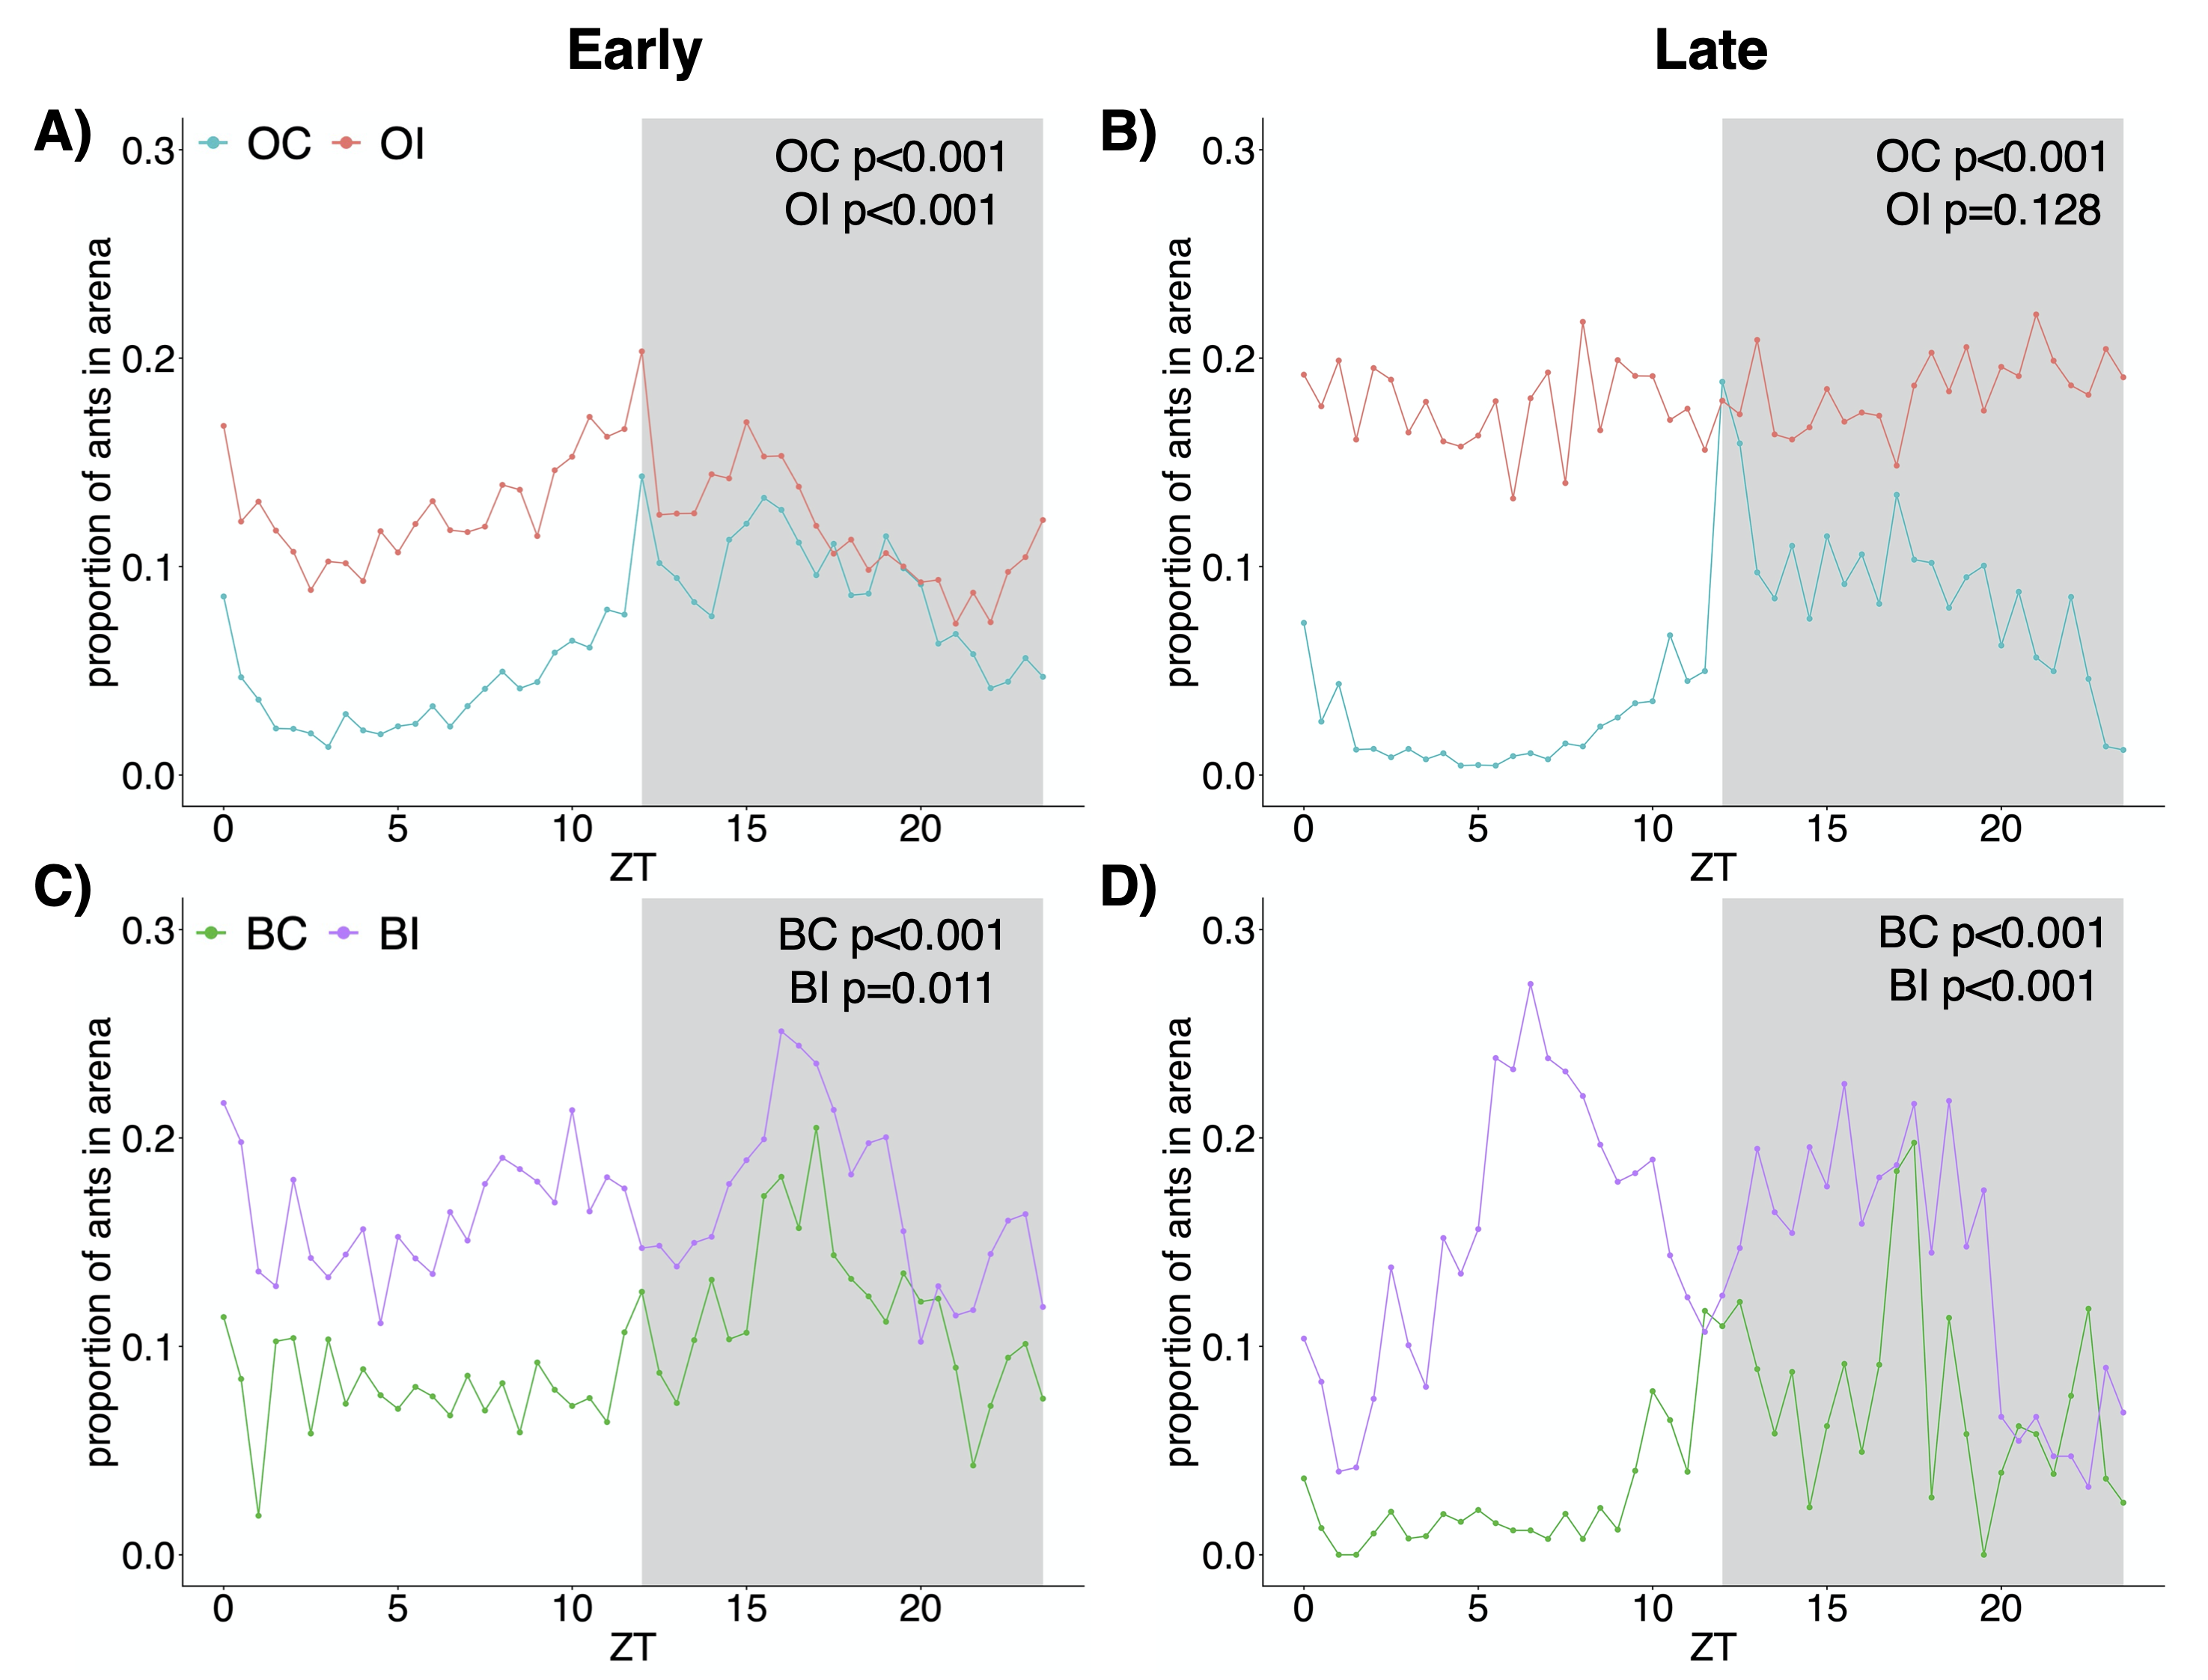 Early
Late
A)
OC OI
OC p<0.001
OI p<0.001
proportion of ants in arena
0.3
0.2
0.1
0.0
0 5 10 15 20
ZT
B)
OC p<0.001
OI p=0.128
proportion of ants in arena
0.3
0.2
0.1
0.0
0 5 10 15 20
ZT
C)
BC BI
BC p<0.001
BI p=0.011
proportion of ants in arena
0.3
0.2
0.1
0.0
0 5 10 15 20
ZT
D)
BC p<0.001
BI p<0.001
proportion of ants in arena
0.3
0.2
0.1
0.0
0 5 10 15 20
ZT